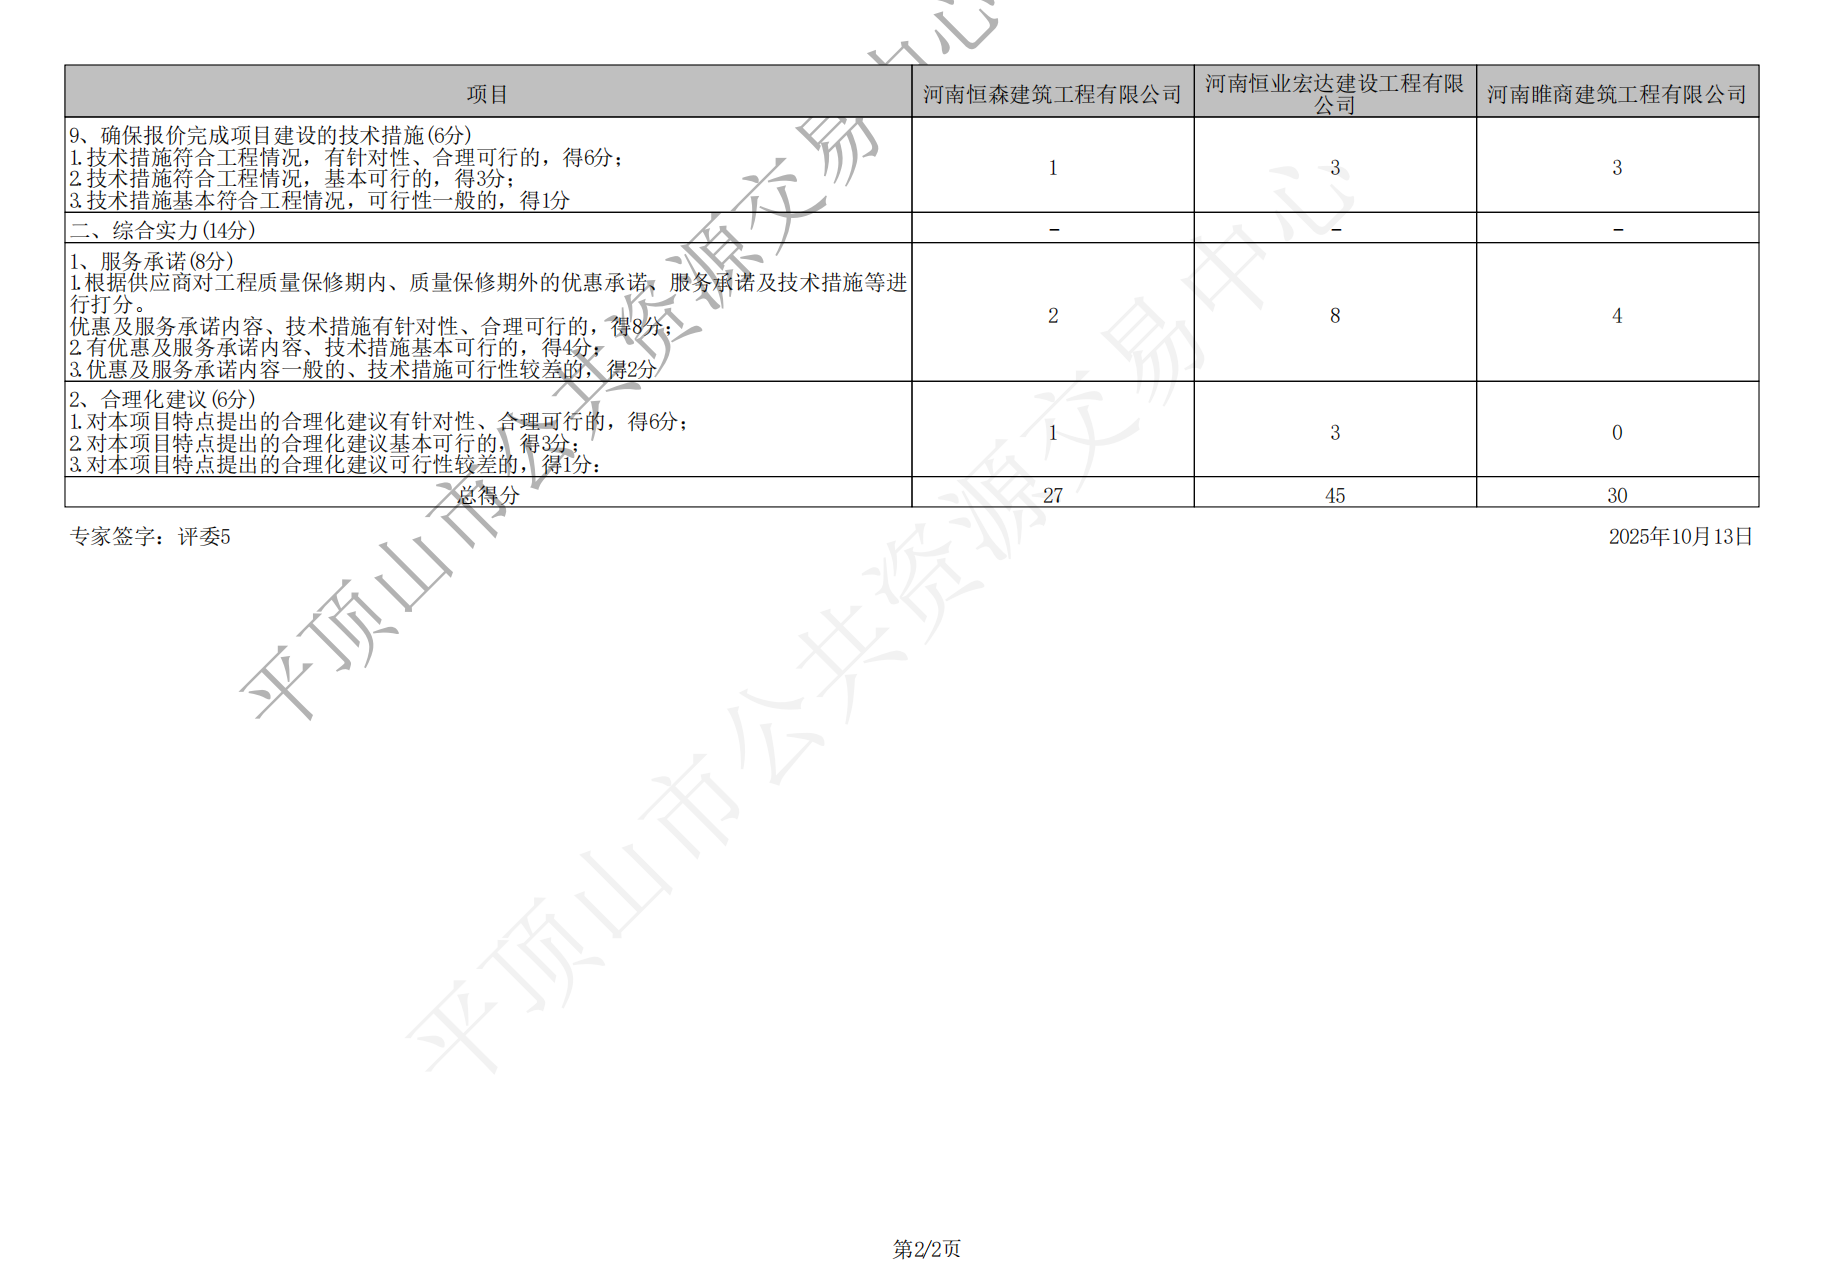 项目
河南恒森建筑工程有限公司
河南恒业宏达建设工程有限
公司
河南睢商建筑工程有限公司
9、确保报价完成项目建设的技术措施(6分)
1.技术措施符合工程情况，有针对性、合理可行的，得6分；
2.技术措施符合工程情况，基本可行的，得3分；
3.技术措施基本符合工程情况，可行性一般的，得1分
1
3
3
二、综合实力(14分)
-
-
-
1、服务承诺(8分)
1.根据供应商对工程质量保修期内、质量保修期外的优惠承诺、服务承诺及技术措施等进
行打分。
优惠及服务承诺内容、技术措施有针对性、合理可行的，得8分；
2.有优惠及服务承诺内容、技术措施基本可行的，得4分；
3.优惠及服务承诺内容一般的、技术措施可行性较差的，得2分
2
8
4
2、合理化建议(6分)
1.对本项目特点提出的合理化建议有针对性、合理可行的，得6分；
2.对本项目特点提出的合理化建议基本可行的，得3分；
3.对本项目特点提出的合理化建议可行性较差的，得1分：
1
3
0
总得分
27
45
30
专家签字：评委5
2025年10月13日
平顶山市公共资源交易中心
平顶山市公共资源交易中心
第2/2页